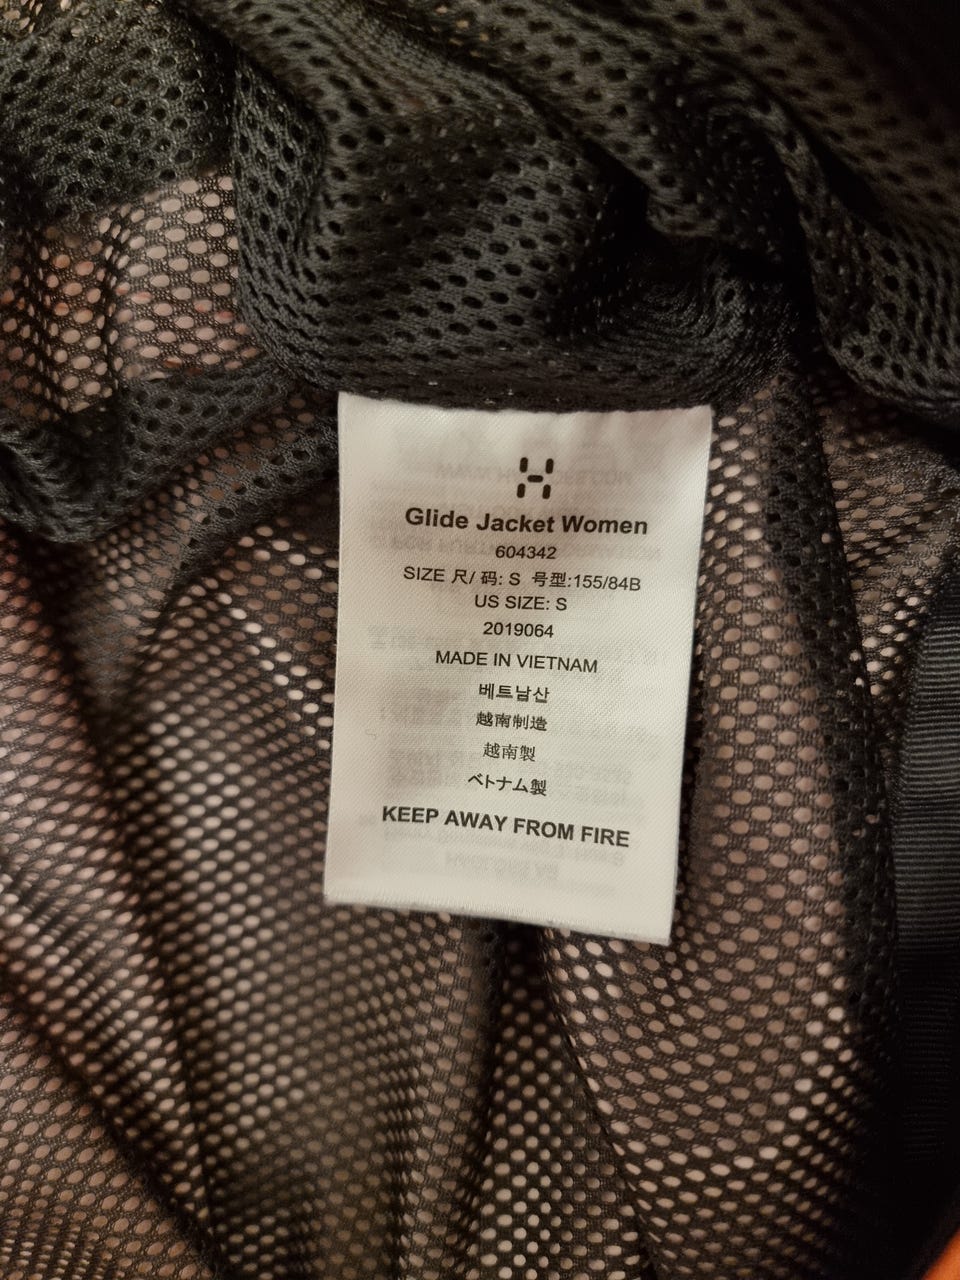 Glide Jacket Women
604342
SIZE 尺/ 码: S 号型:155/84B
US SIZE: S
2019064
MADE IN VIETNAM
베트남산
越南制造
越南製
ベトナム製
KEEP AWAY FROM FIRE